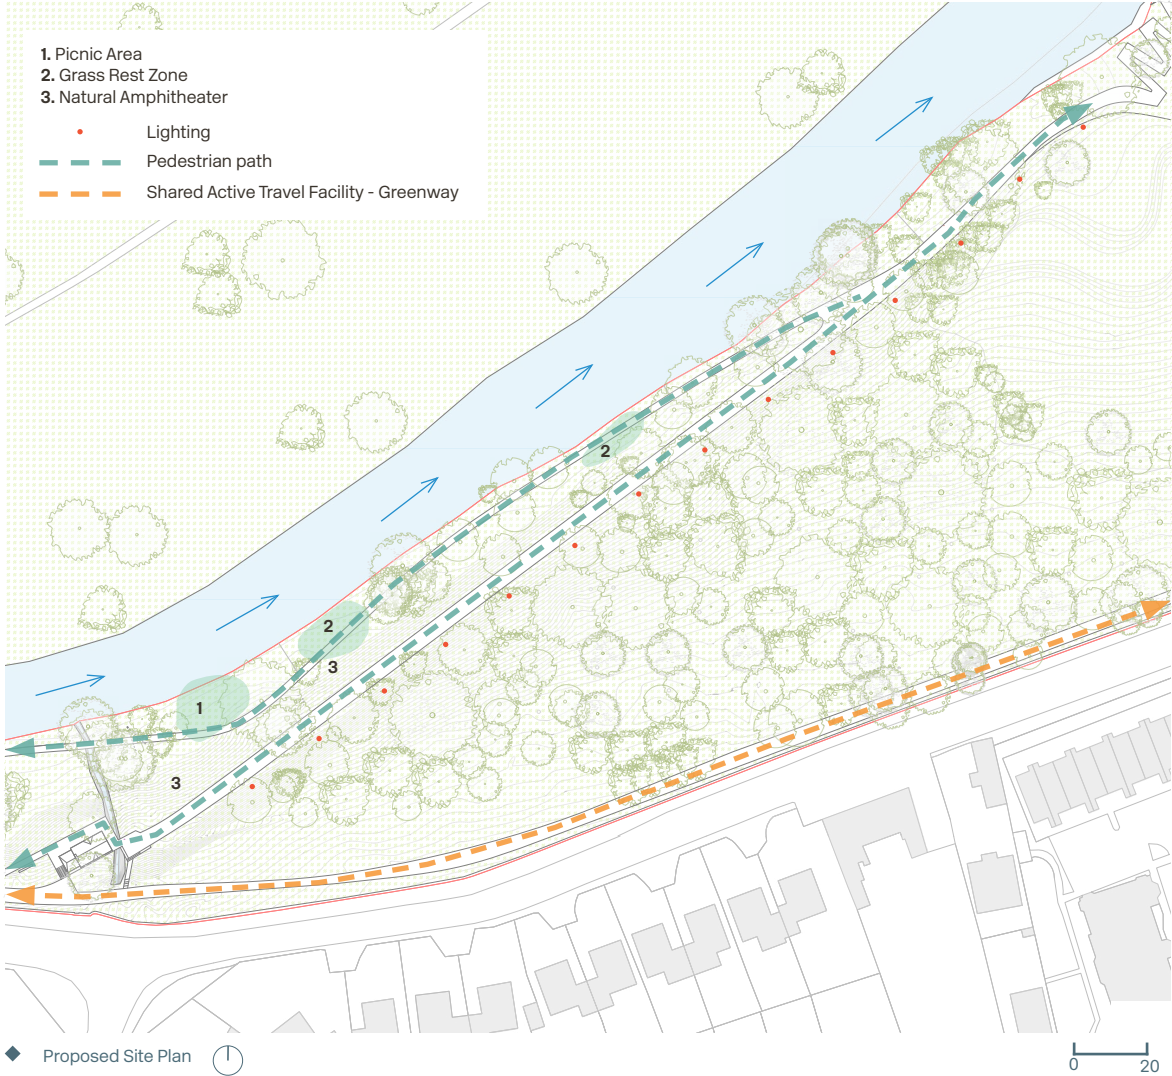 1. Picnic Area
2. Grass Rest Zone
3. Natural Amphitheater
Lighting
Pedestrian path
Shared Active Travel Facility - Greenway
2
2
3
1
3
Proposed Site Plan
0 20